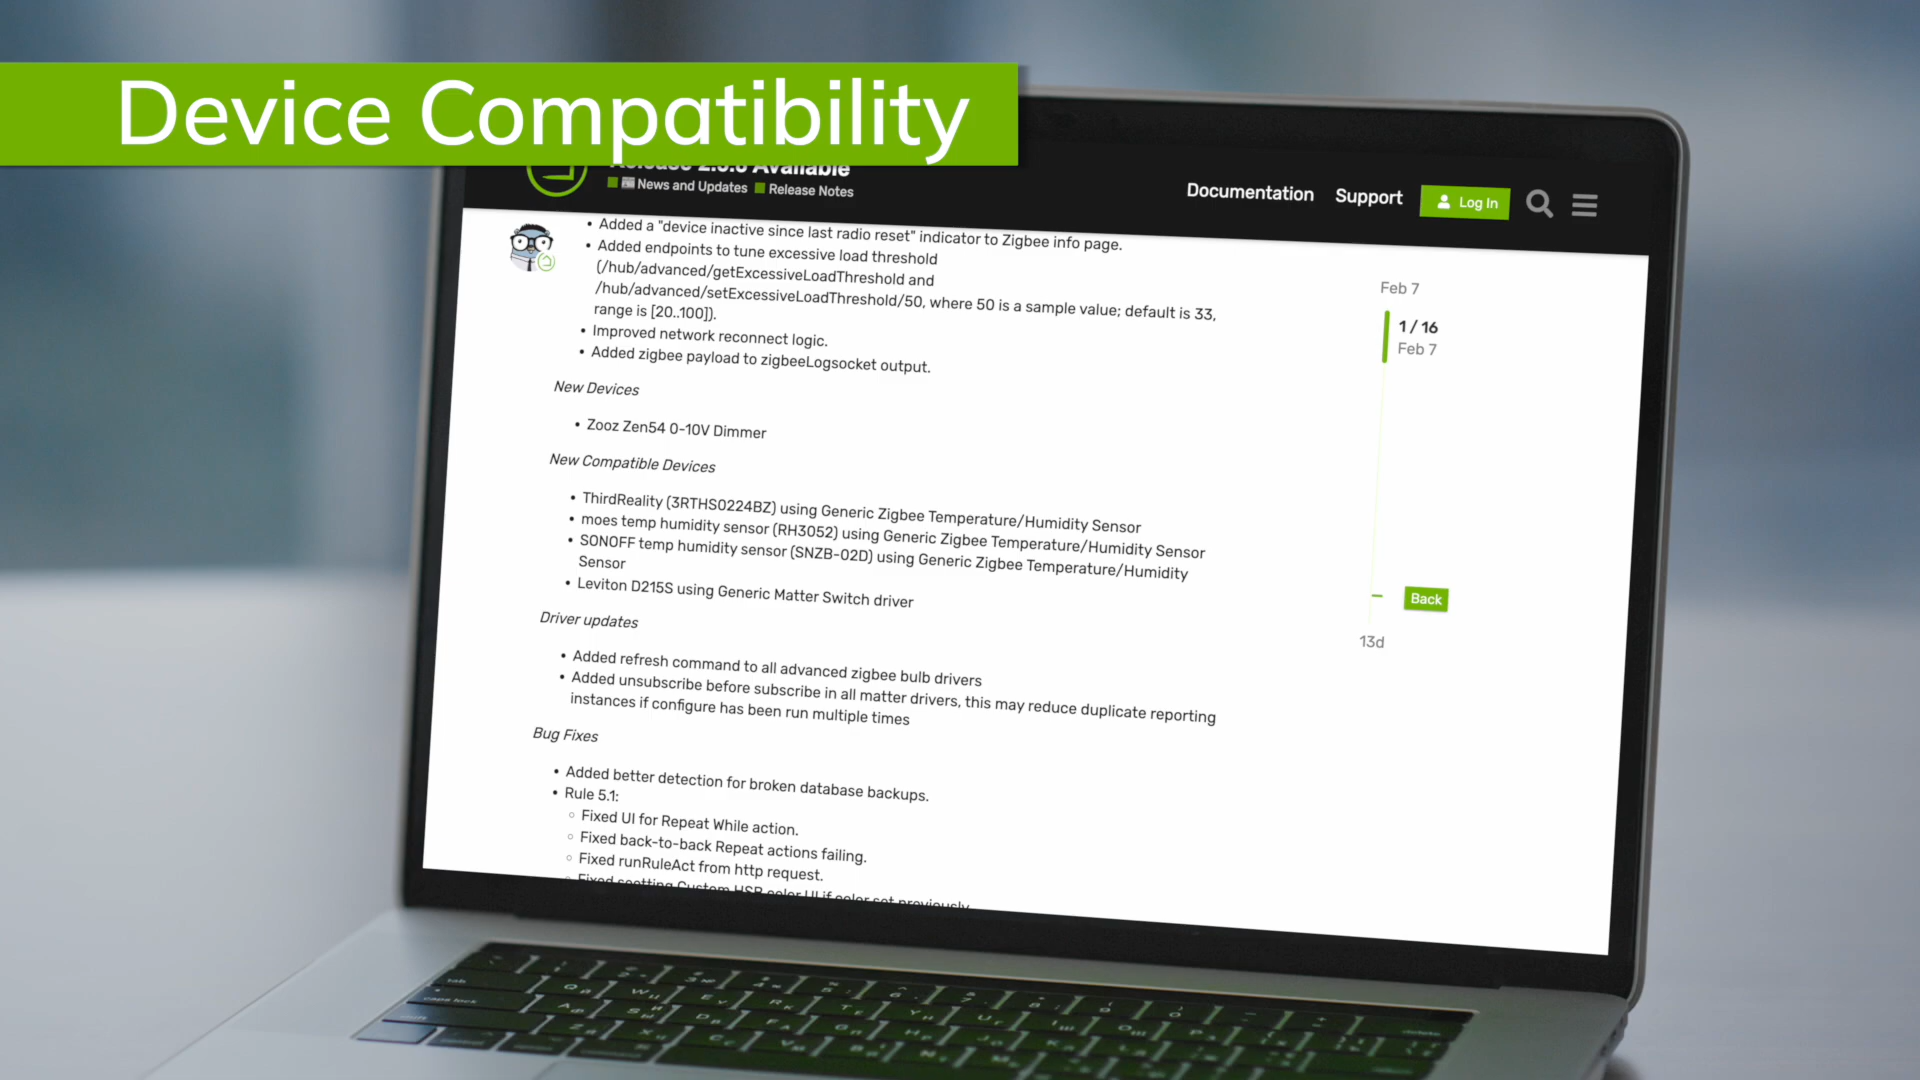 Device Compatibility
Available
News and Updates Release Notes
Documentation Support Log In
Added a "device inactive since last radio reset" indicator to Zigbee info page.
Added endpoints to tune excessive load threshold
(/hub/advanced/getExcessiveLoadThreshold and
/hub/advanced/setExcessiveLoadThreshold/50, where 50 is a sample value; default is 33,
range is [20..100]).
Improved network reconnect logic.
Added zigbee payload to zigbeeLogsocket output.
New Devices
Zooz Zen54 0-10V Dimmer
New Compatible Devices
ThirdReality (3RTHS0224BZ) using Generic Zigbee Temperature/Humidity Sensor
moes temp humidity sensor (RH3052) using Generic Zigbee Temperature/Humidity Sensor
SONOFF temp humidity sensor (SNZB-02D) using Generic Zigbee Temperature/Humidity
Sensor
Leviton D215S using Generic Matter Switch driver
Driver updates
Added refresh command to all advanced zigbee bulb drivers
Added unsubscribe before subscribe in all matter drivers, this may reduce duplicate reporting
instances if configure has been run multiple times
Bug Fixes
Added better detection for broken database backups.
Rule 5.1:
Fixed UI for Repeat While action.
Fixed back-to-back Repeat actions failing.
Fixed runRuleAct from http request.
Feb 7
1 / 16
Feb 7
Back
13d